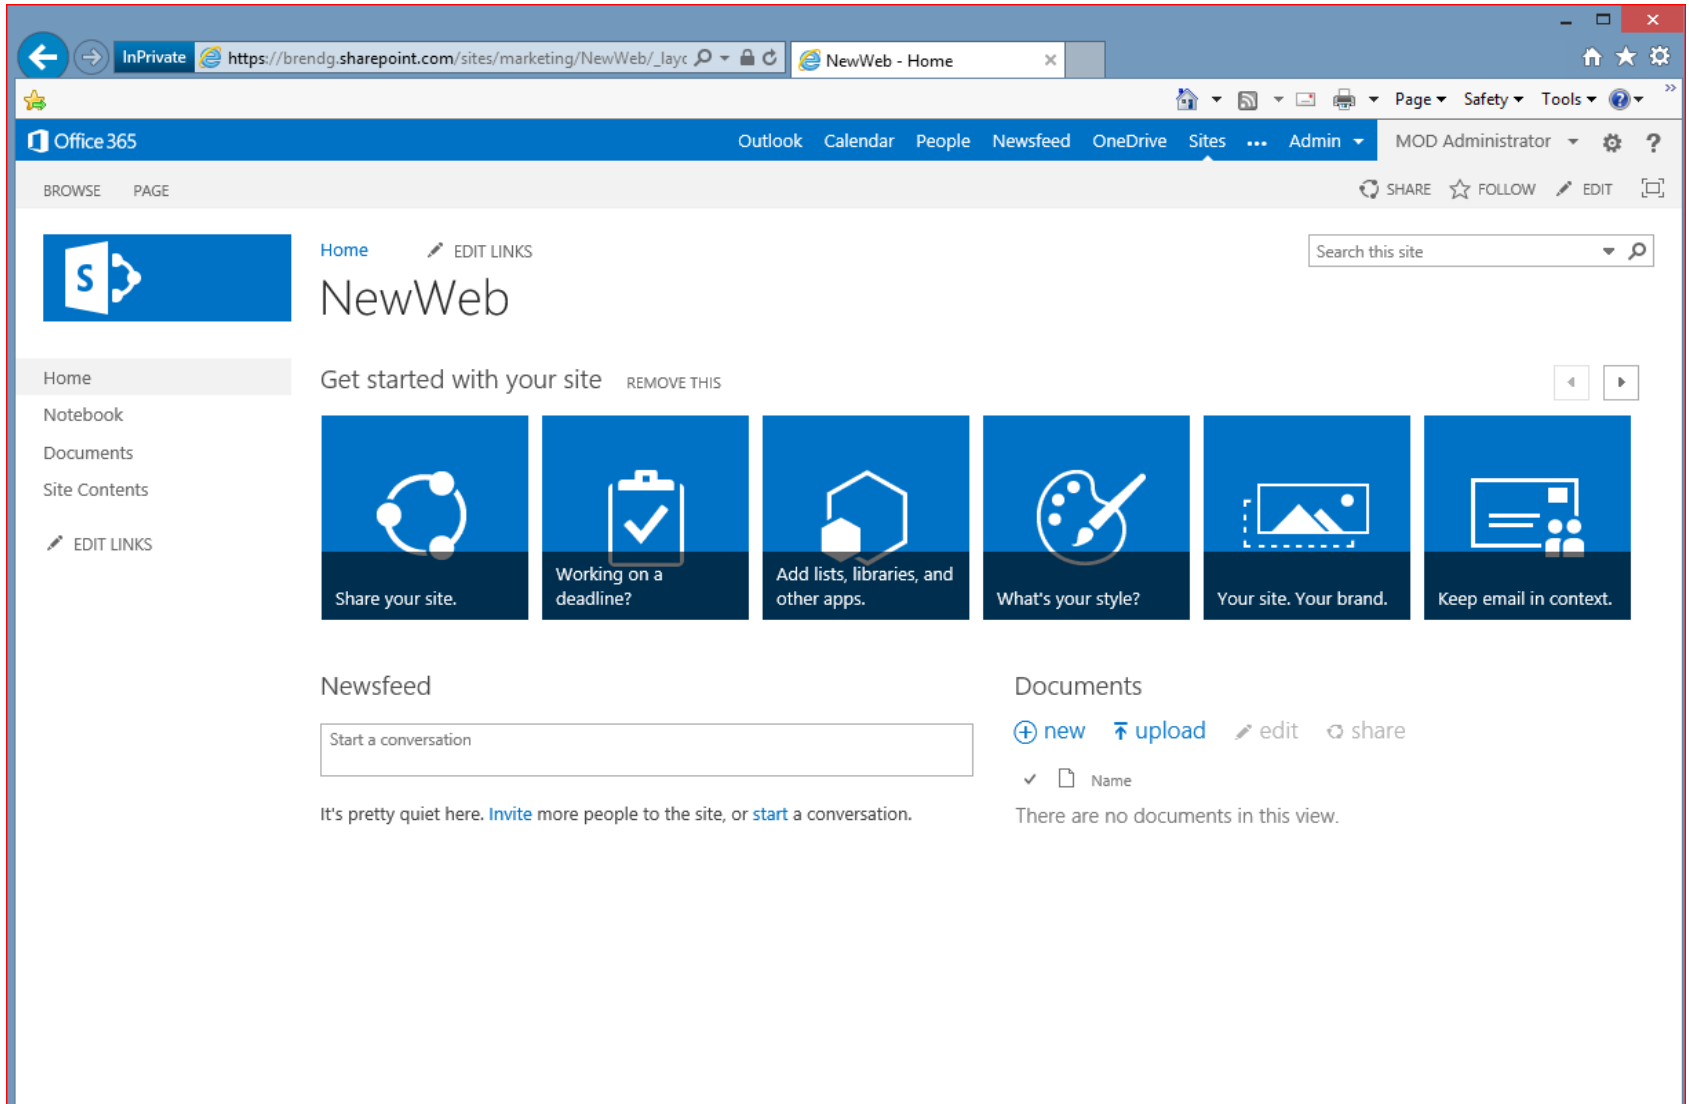 InPrivate https://brendg.sharepoint.com/sites/marketing/NewWeb/_layc NewWeb - Home
Page Safety Tools
Office 365 Outlook Calendar People Newsfeed OneDrive Sites ... Admin MOD Administrator ?
BROWSE PAGE SHARE FOLLOW EDIT
S
Home EDIT LINKS Search this site
NewWeb
Home
Notebook
Documents
Site Contents
EDIT LINKS
Get started with your site REMOVE THIS
Share your site.
Working on a
deadline?
Add lists, libraries, and
other apps.
What's your style?
Your site. Your brand.
Keep email in context.
Newsfeed
Start a conversation
It's pretty quiet here. Invite more people to the site, or start a conversation.
Documents
new upload edit share
Name
There are no documents in this view.